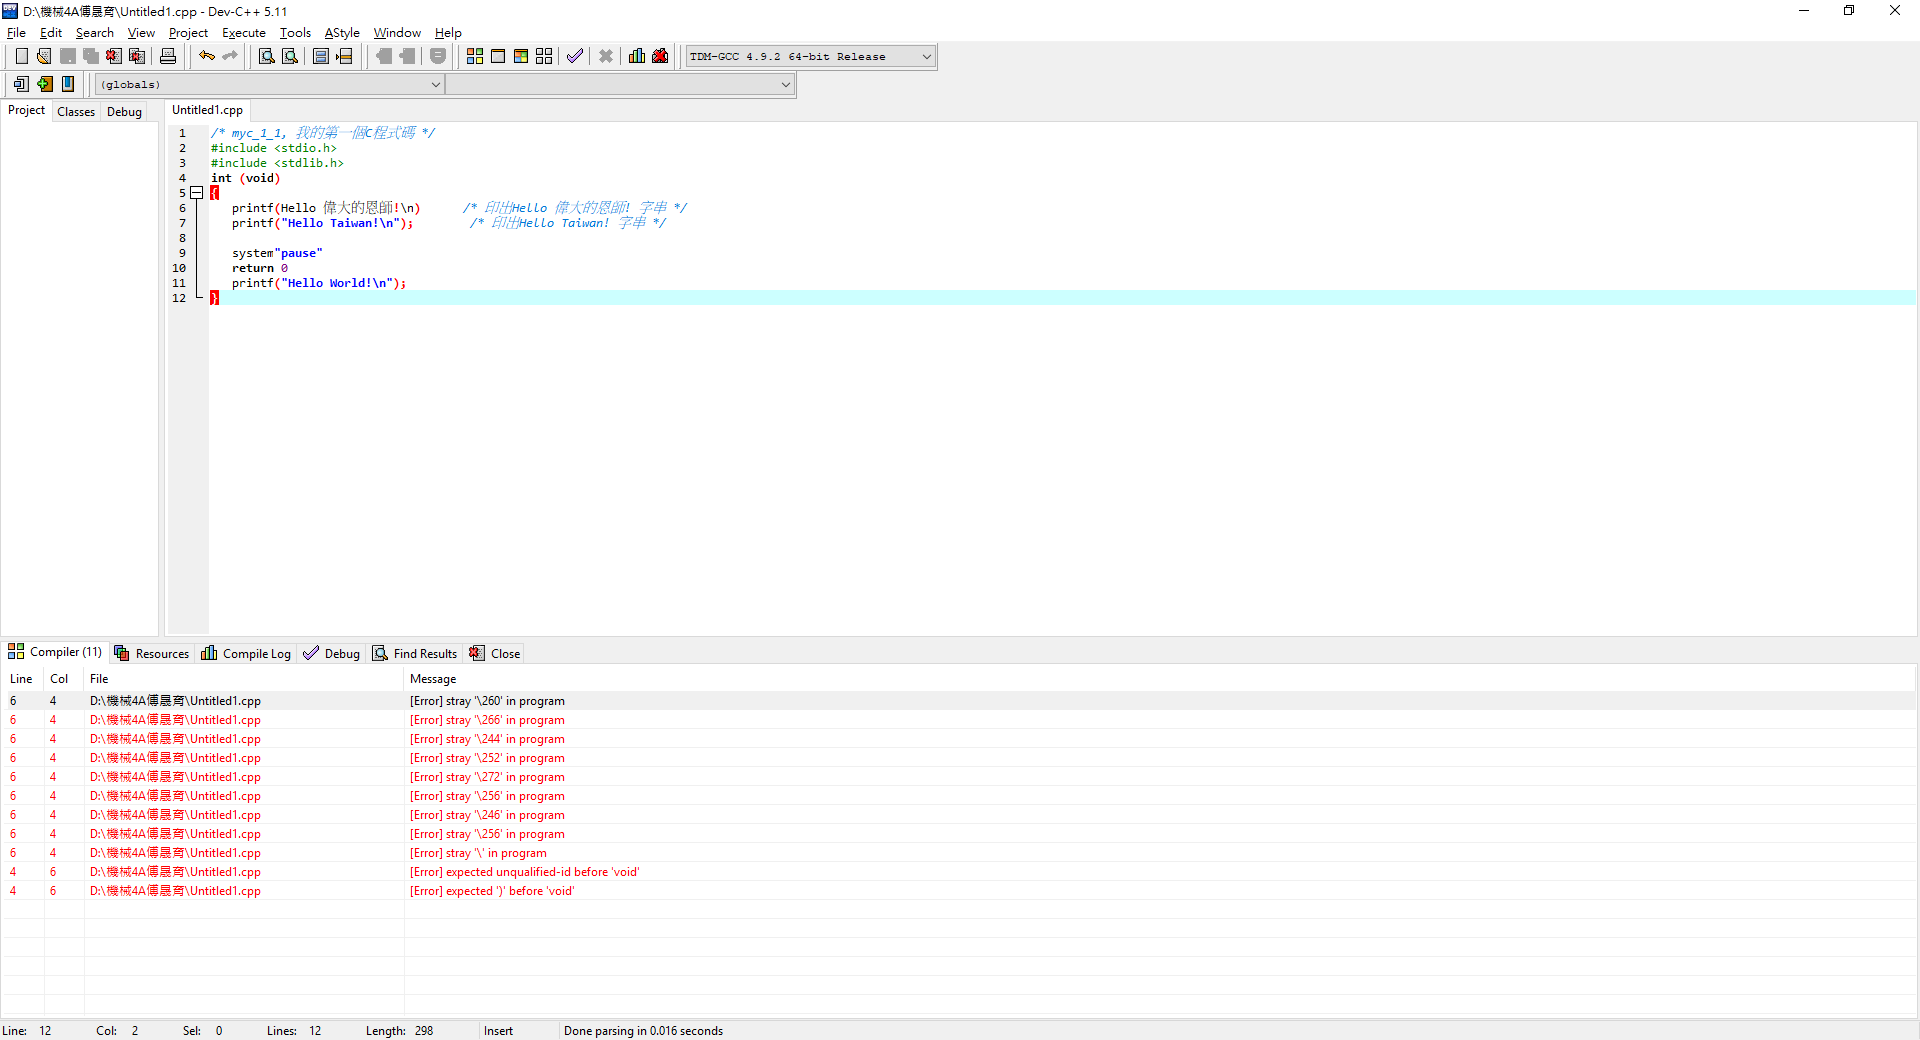 D:\機械4A傅晟育\Untitled1.cpp - Dev-C++ 5.11
File Edit Search View Project Execute Tools AStyle Window Help
TDM-GCC 4.9.2 64-bit Release
(globals)
Project Classes Debug
Untitled1.cpp
1 /* myc_1_1, 我的第一個C程式碼 */
2 #include <stdio.h>
3 #include <stdlib.h>
4 int (void)
5 {
6 printf(Hello 偉大的恩師!\n) /* 印出Hello 偉大的恩師! 字串 */
7 printf("Hello Taiwan!\n"); /* 印出Hello Taiwan! 字串 */
8
9 system"pause"
10 return 0
11 printf("Hello World!\n");
12 }
Compiler (11) Resources Compile Log Debug Find Results Close
Line Col File Message
6 4 D:\機械4A傅晟育\Untitled1.cpp [Error] stray '\260' in program
6 4 D:\機械4A傅晟育\Untitled1.cpp [Error] stray '\266' in program
6 4 D:\機械4A傅晟育\Untitled1.cpp [Error] stray '\244' in program
6 4 D:\機械4A傅晟育\Untitled1.cpp [Error] stray '\252' in program
6 4 D:\機械4A傅晟育\Untitled1.cpp [Error] stray '\272' in program
6 4 D:\機械4A傅晟育\Untitled1.cpp [Error] stray '\256' in program
6 4 D:\機械4A傅晟育\Untitled1.cpp [Error] stray '\246' in program
6 4 D:\機械4A傅晟育\Untitled1.cpp [Error] stray '\256' in program
6 4 D:\機械4A傅晟育\Untitled1.cpp [Error] stray '\' in program
4 6 D:\機械4A傅晟育\Untitled1.cpp [Error] expected unqualified-id before 'void'
4 6 D:\機械4A傅晟育\Untitled1.cpp [Error] expected ')' before 'void'
Line: 12 Col: 2 Sel: 0 Lines: 12 Length: 298 Insert Done parsing in 0.016 seconds